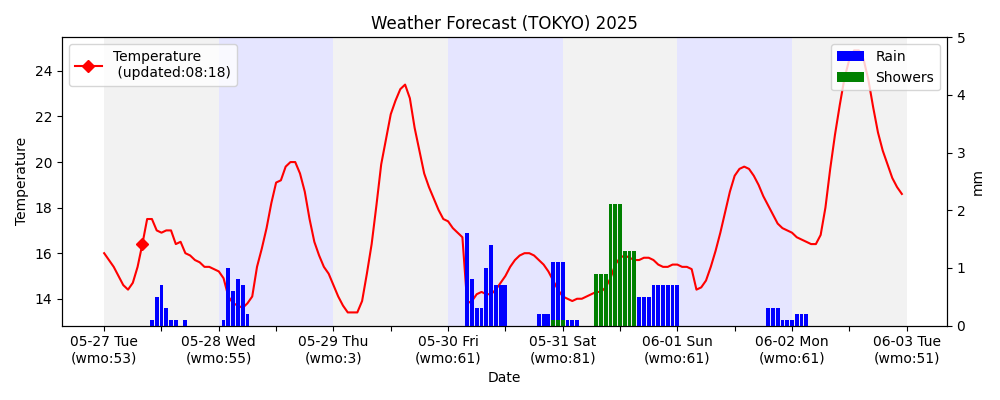 Weather Forecast (TOKYO) 2025
Temperature
(updated:08:18)
Rain
Showers
24
22
20
18
16
14
Temperature
5
4
3
2
1
0
mm
05-27 Tue
(wmo:53)
05-28 Wed
(wmo:55)
05-29 Thu
(wmo:3)
05-30 Fri
(wmo:61)
05-31 Sat
(wmo:81)
06-01 Sun
(wmo:61)
06-02 Mon
(wmo:61)
06-03 Tue
(wmo:51)
Date